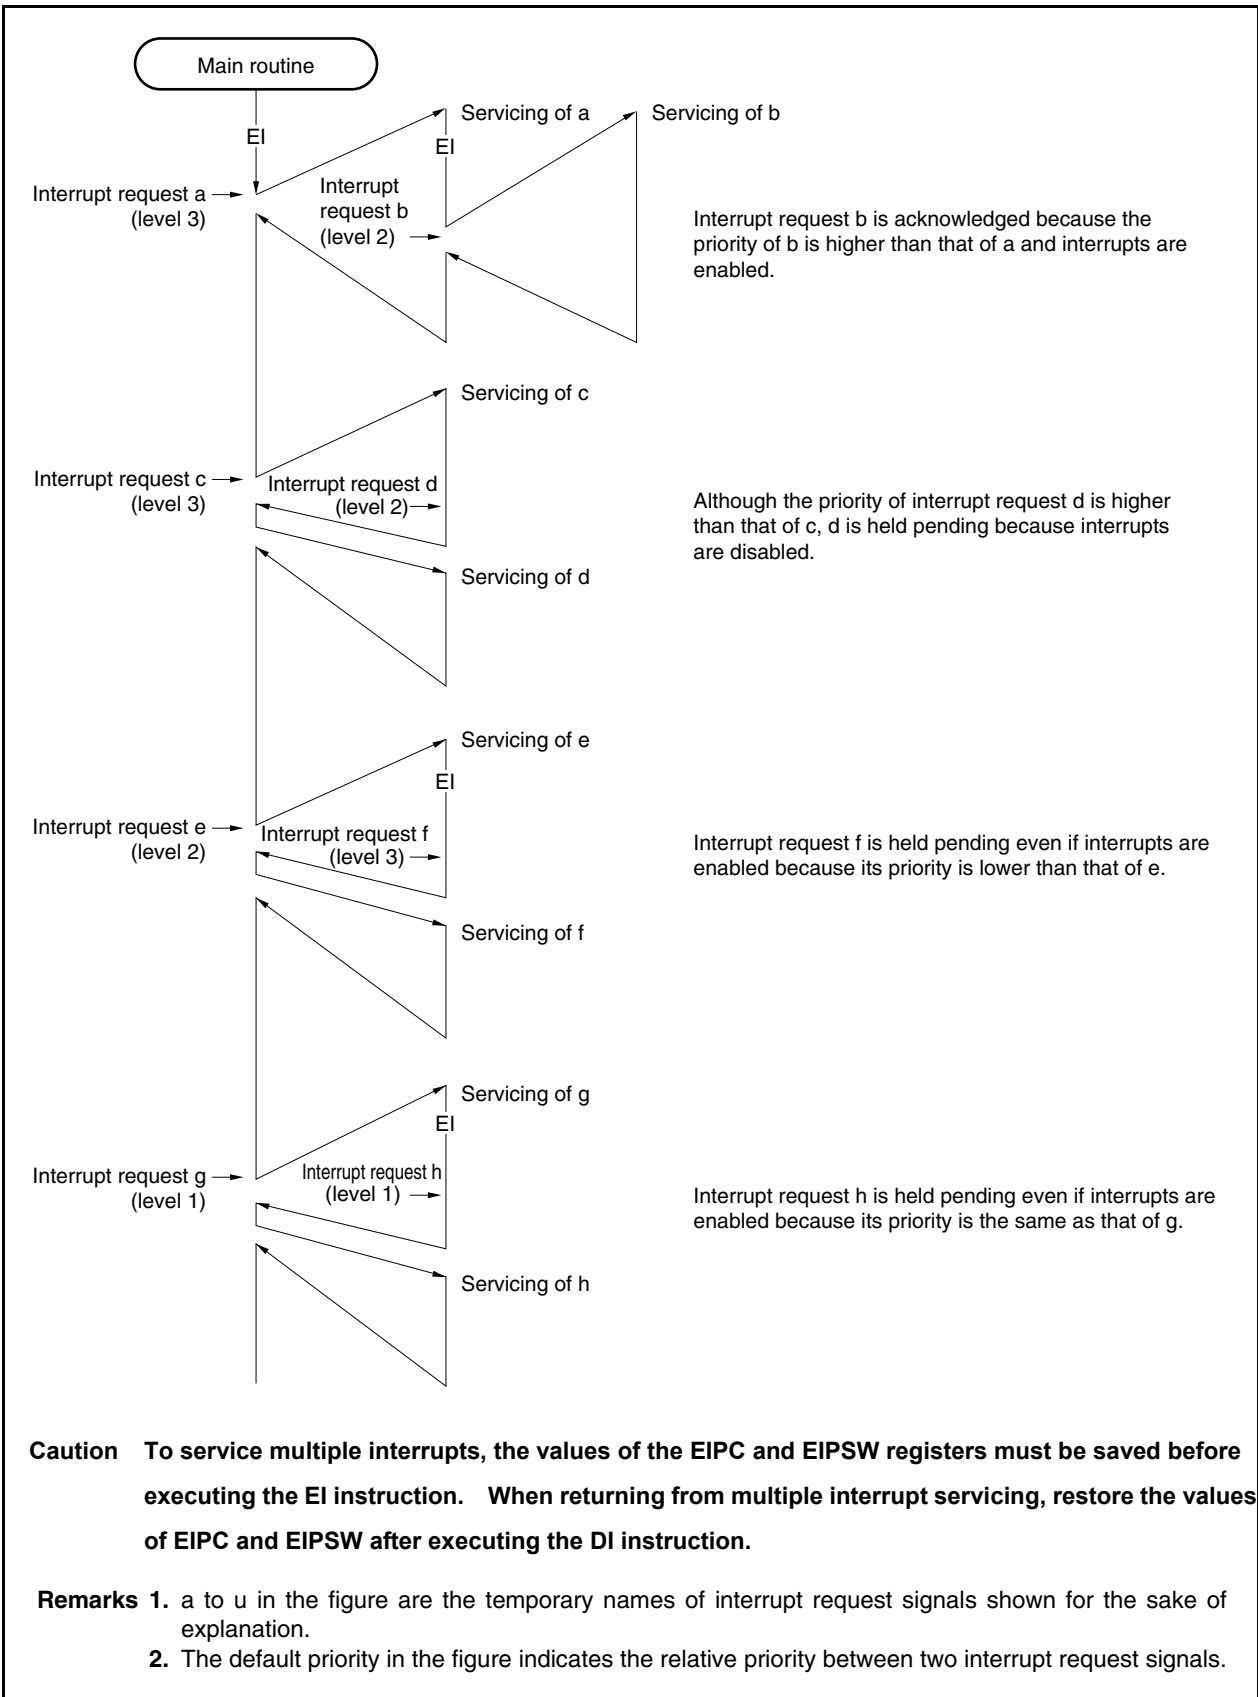 Main routine
EI
Servicing of a
Servicing of b
EI
Interrupt request a
(level 3)
Interrupt
request b
(level 2)
Interrupt request b is acknowledged because the
priority of b is higher than that of a and interrupts are
enabled.
Servicing of c
Interrupt request c
(level 3)
Interrupt request d
(level 2)
Although the priority of interrupt request d is higher
than that of c, d is held pending because interrupts
are disabled.
Servicing of d
Servicing of e
EI
Interrupt request e
(level 2)
Interrupt request f
(level 3)
Interrupt request f is held pending even if interrupts are
enabled because its priority is lower than that of e.
Servicing of f
Servicing of g
EI
Interrupt request g
(level 1)
Interrupt request h
(level 1)
Interrupt request h is held pending even if interrupts are
enabled because its priority is the same as that of g.
Servicing of h
Caution To service multiple interrupts, the values of the EIPC and EIPSW registers must be saved before
executing the EI instruction. When returning from multiple interrupt servicing, restore the values
of EIPC and EIPSW after executing the DI instruction.
Remarks 1. a to u in the figure are the temporary names of interrupt request signals shown for the sake of
explanation.
2. The default priority in the figure indicates the relative priority between two interrupt request signals.